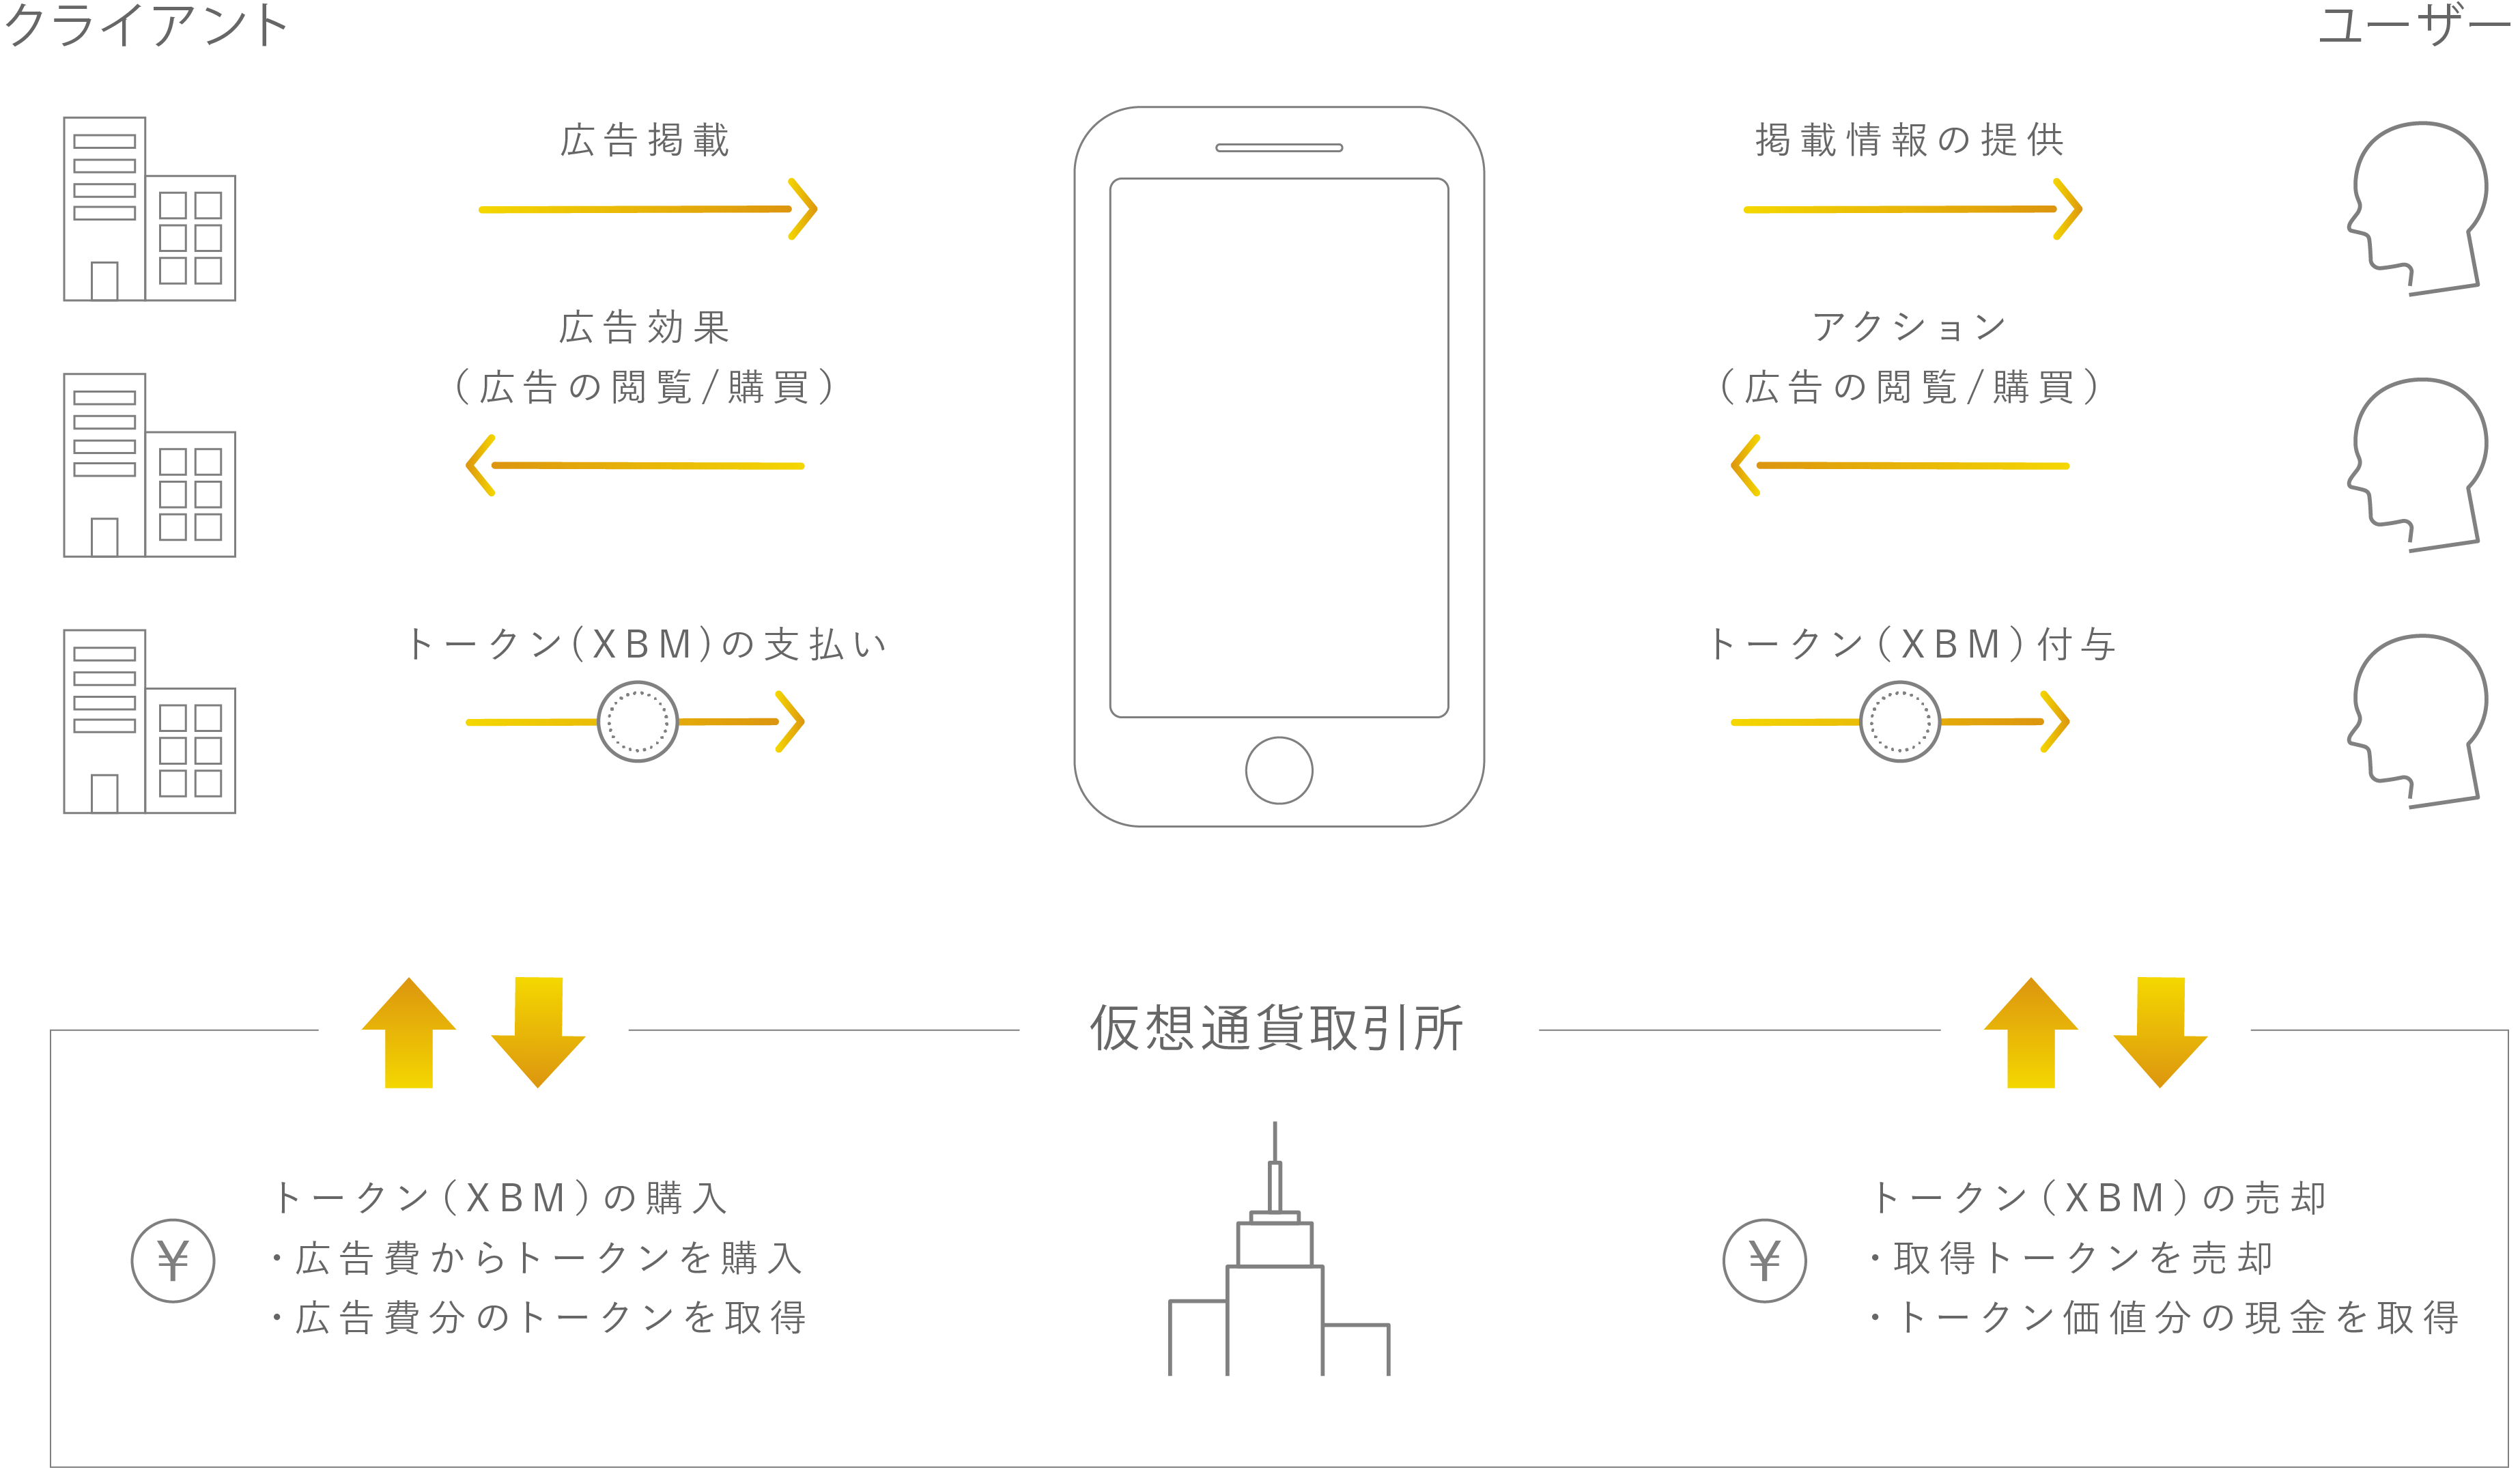 クライアント
ユーザー
広告掲載
掲載情報の提供
広告効果
（広告の閲覧/購買）
アクション
（広告の閲覧/購買）
トークン(XBM)の支払い
トークン(XBM)付与
仮想通貨取引所
¥
トークン(XBM)の購入
・広告費からトークンを購入
・広告費分のトークンを取得
¥
トークン(XBM)の売却
・取得トークンを売却
・トークン価値分の現金を取得